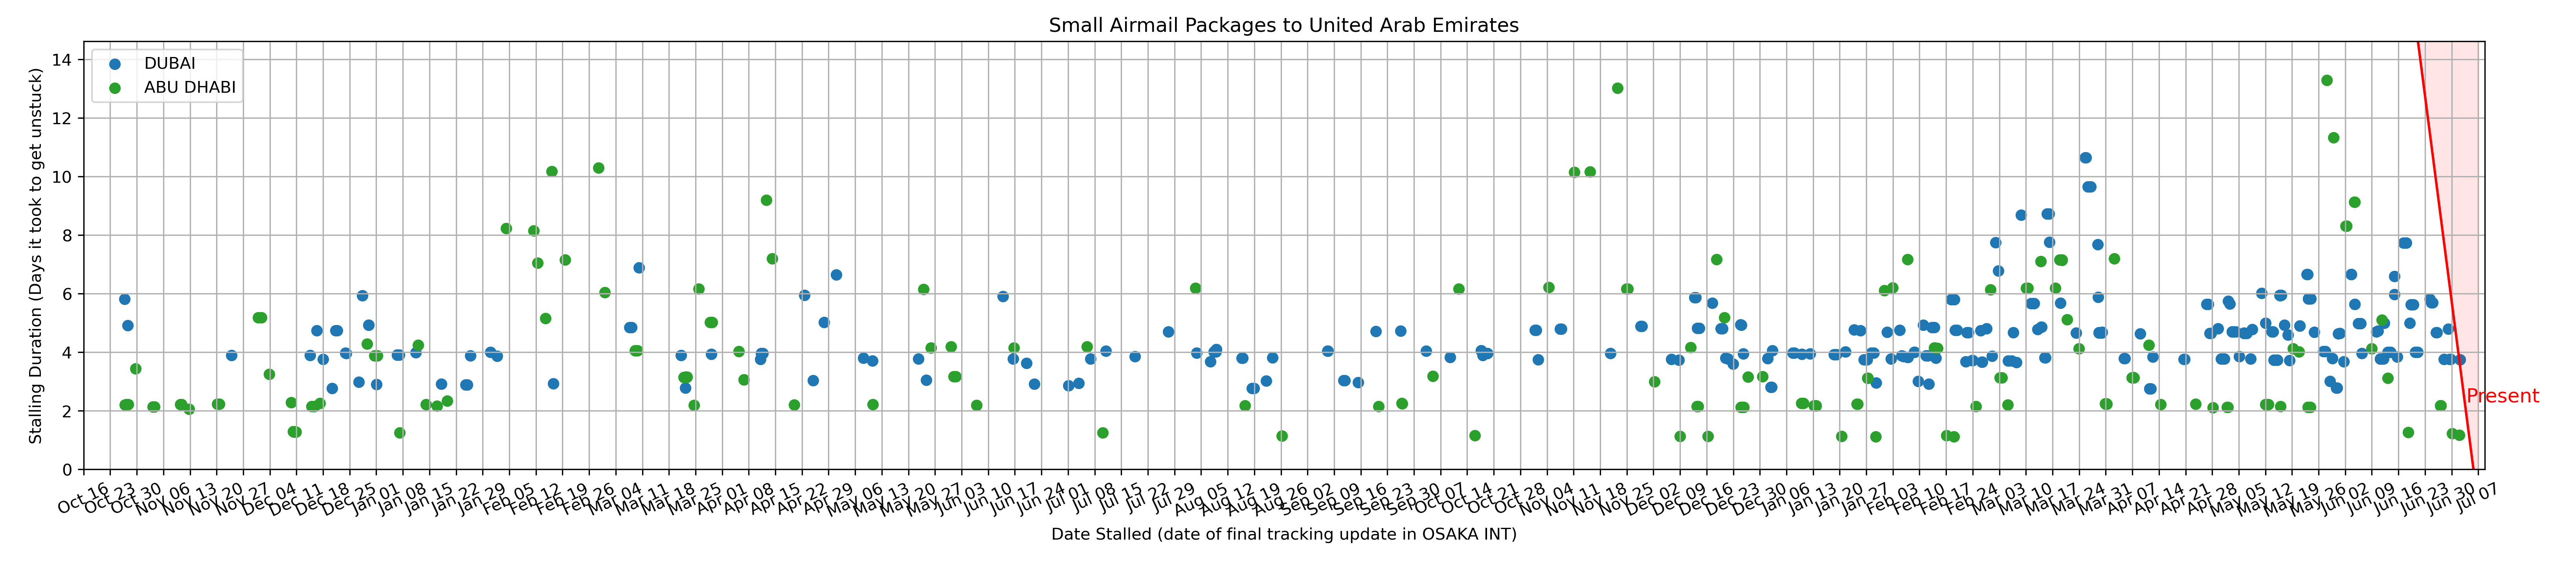 Small Airmail Packages to United Arab Emirates
DUBAI
ABU DHABI
Stalling Duration (Days it took to get unstuck)
14
12
10
8
6
4
2
0
Present
Oct 16
Oct 23
Oct 30
Nov 06
Nov 13
Nov 20
Nov 27
Dec 04
Dec 11
Dec 18
Dec 25
Jan 01
Jan 08
Jan 15
Jan 22
Jan 29
Feb 05
Feb 12
Feb 19
Feb 26
Mar 04
Mar 11
Mar 18
Mar 25
Apr 01
Apr 08
Apr 15
Apr 22
Apr 29
May 06
May 13
May 20
May 27
Jun 03
Jun 10
Jun 17
Jun 24
Jul 01
Jul 08
Jul 15
Jul 22
Jul 29
Aug 05
Aug 12
Aug 19
Aug 26
Sep 02
Sep 09
Sep 16
Sep 23
Sep 30
Oct 07
Oct 14
Oct 21
Oct 28
Nov 04
Nov 11
Nov 18
Nov 25
Dec 02
Dec 09
Dec 16
Dec 23
Dec 30
Jan 06
Jan 13
Jan 20
Jan 27
Feb 03
Feb 10
Feb 17
Feb 24
Mar 03
Mar 10
Mar 17
Mar 24
Mar 31
Apr 07
Apr 14
Apr 21
Apr 28
May 05
May 12
May 19
May 26
Jun 02
Jun 09
Jun 16
Jun 23
Jun 30
Jul 07
Date Stalled (date of final tracking update in OSAKA INT)